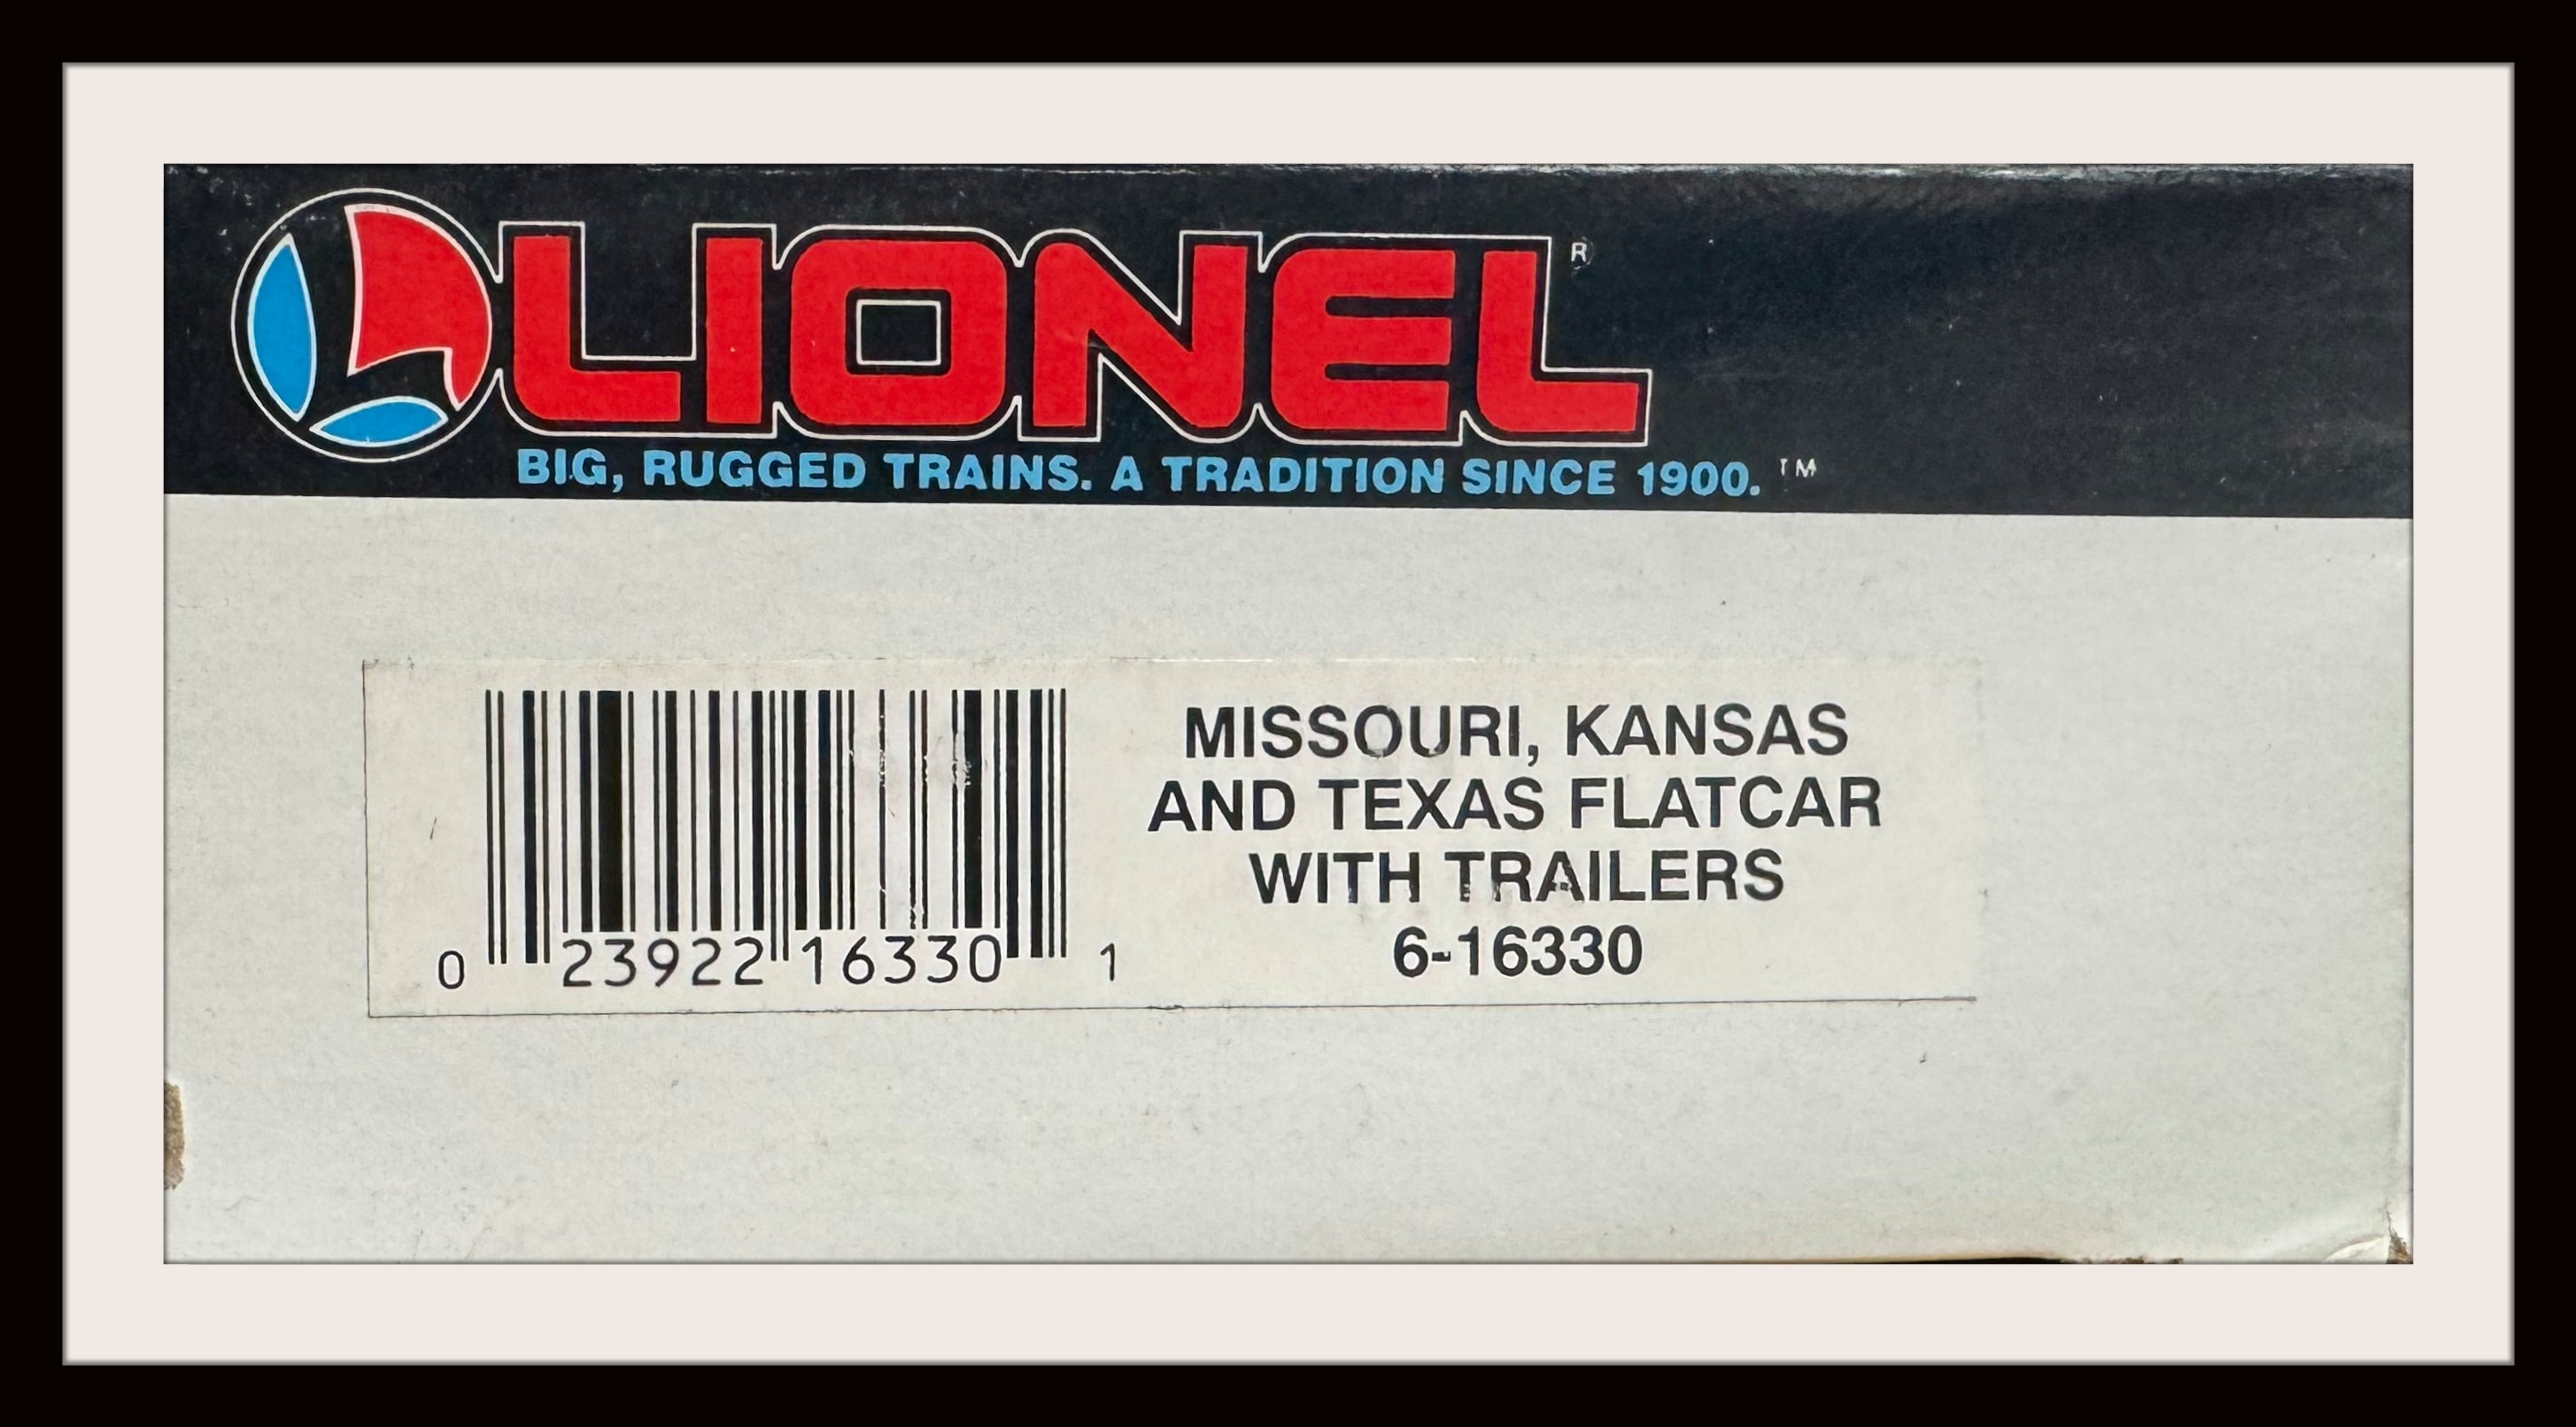 LIONEL®
BIG, RUGGED TRAINS. A TRADITION SINCE 1900.™
MISSOURI, KANSAS
AND TEXAS FLATCAR
WITH TRAILERS
6-16330
0 23922 16330 1